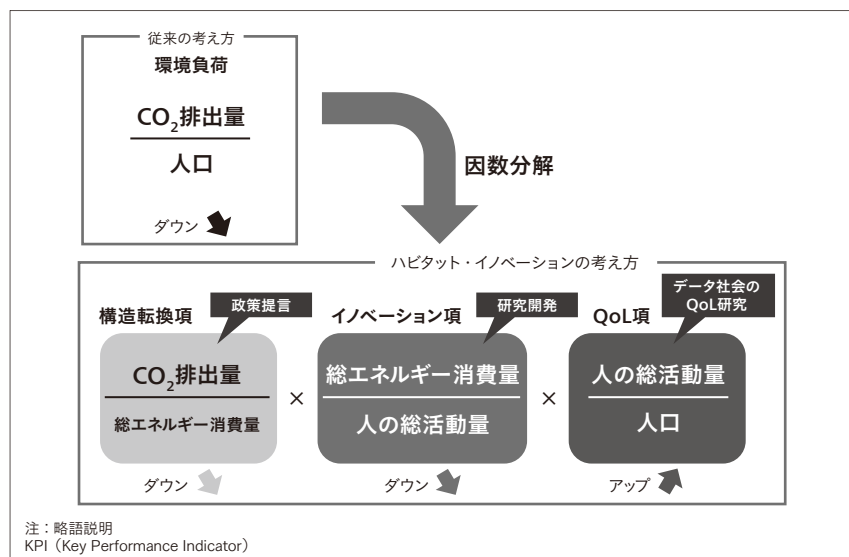 従来の考え方
環境負荷
CO₂排出量
人口
ダウン
因数分解
ハビタット・イノベーションの考え方
構造転換項
政策提言
CO₂排出量
総エネルギー消費量
ダウン
×
イノベーション項
研究開発
総エネルギー消費量
人の総活動量
ダウン
×
QoL項
データ社会の
QoL研究
人の総活動量
人口
アップ
注：略語説明
KPI（Key Performance Indicator）